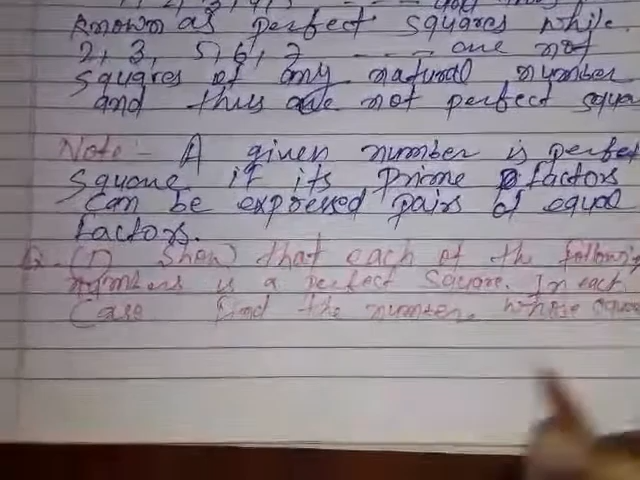 known as perfect squares while.
2, 3, 5, 6, 7 - - - - one not
squares of any natural number
and thus are not perfect squa
Note:- A given number is perfect
square if its prime factors
can be expressed pairs of equal
factors.
Q. (1) Show that each of the following
numbers is a perfect square. In each
Case find the number. whose square